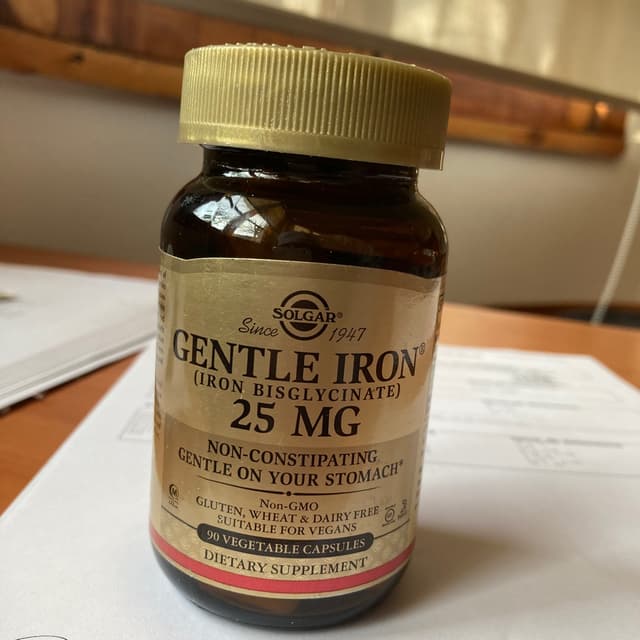 SOLGAR®
Since 1947
GENTLE IRON®
(IRON BISGLYCINATE)
25 MG
NON-CONSTIPATING,
GENTLE ON YOUR STOMACH*
Non-GMO
GLUTEN, WHEAT & DAIRY FREE
SUITABLE FOR VEGANS
90 VEGETABLE CAPSULES
DIETARY SUPPLEMENT